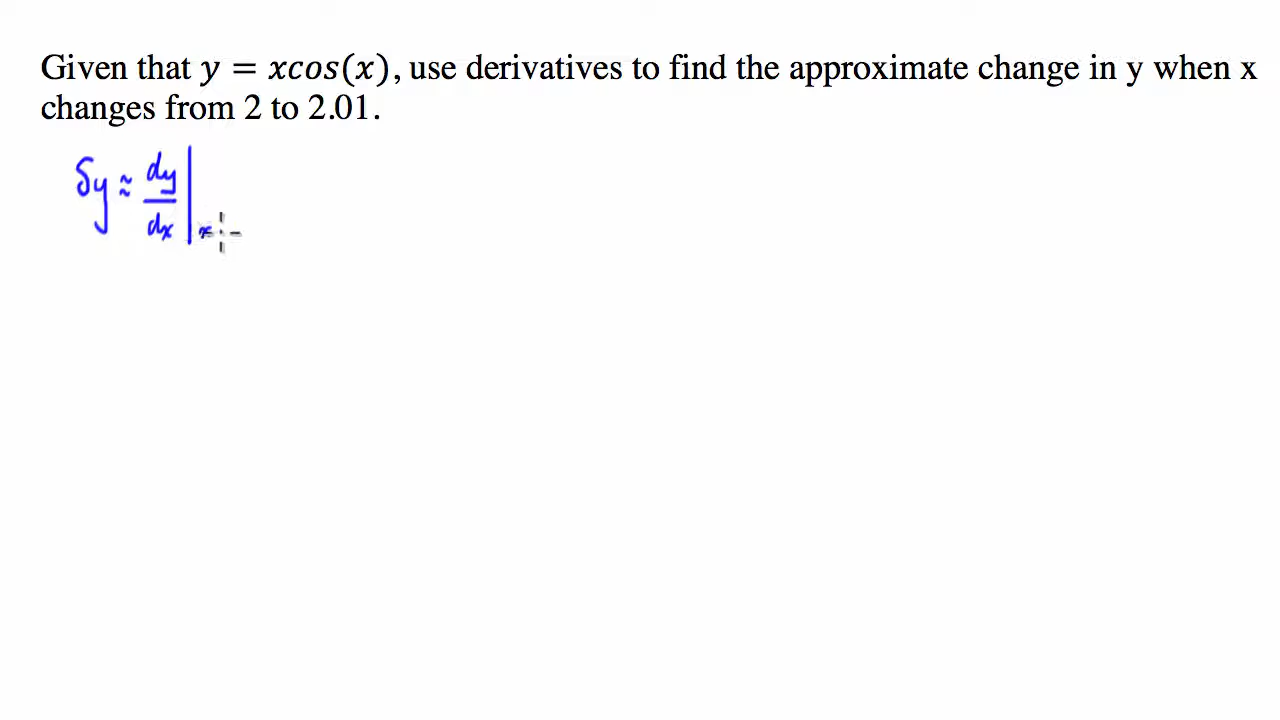 Given that y = xcos(x), use derivatives to find the approximate change in y when x
changes from 2 to 2.01.
δy ≈ dy/dx |x